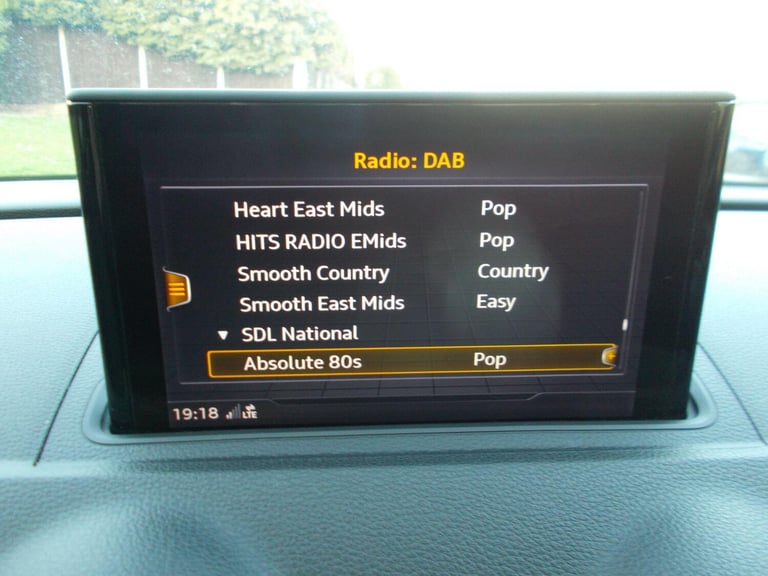 Radio: DAB
Heart East Mids Pop
HITS RADIO EMids Pop
Smooth Country Country
Smooth East Mids Easy
▼ SDL National
Absolute 80s Pop
19:18 LTE